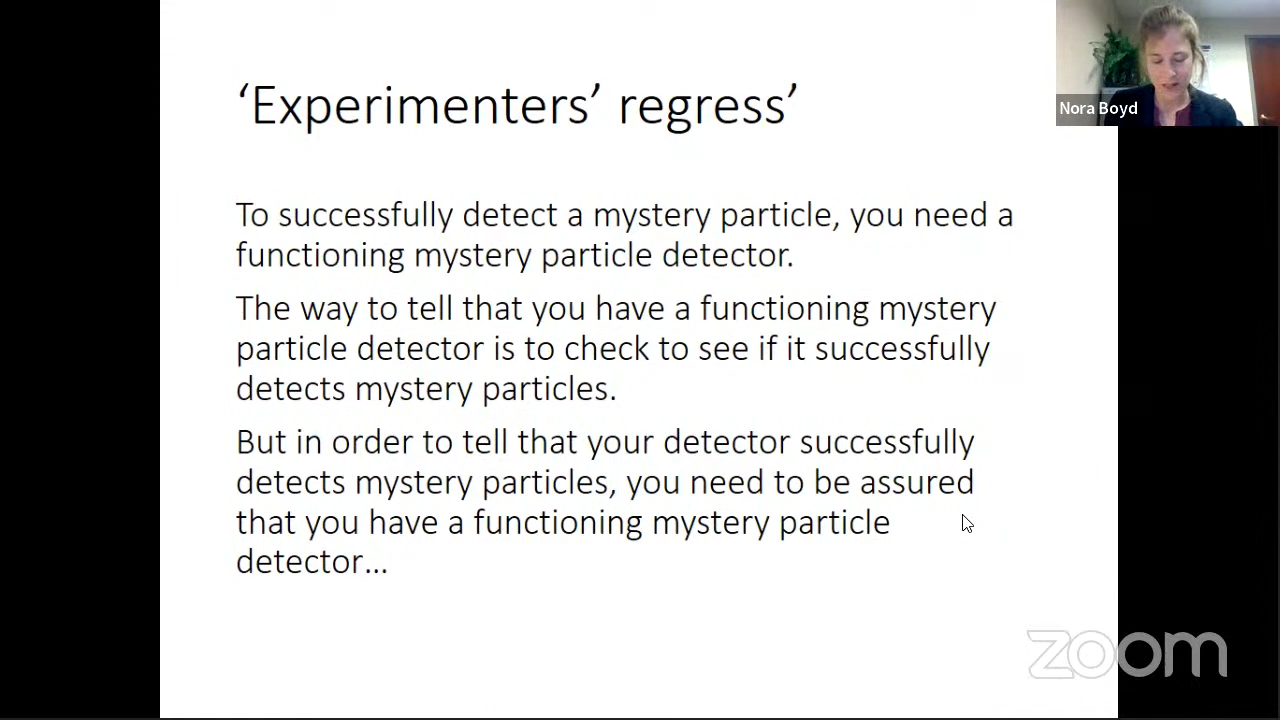 ‘Experimenters’ regress’
Nora Boyd
To successfully detect a mystery particle, you need a
functioning mystery particle detector.
The way to tell that you have a functioning mystery
particle detector is to check to see if it successfully
detects mystery particles.
But in order to tell that your detector successfully
detects mystery particles, you need to be assured
that you have a functioning mystery particle
detector…
zoom